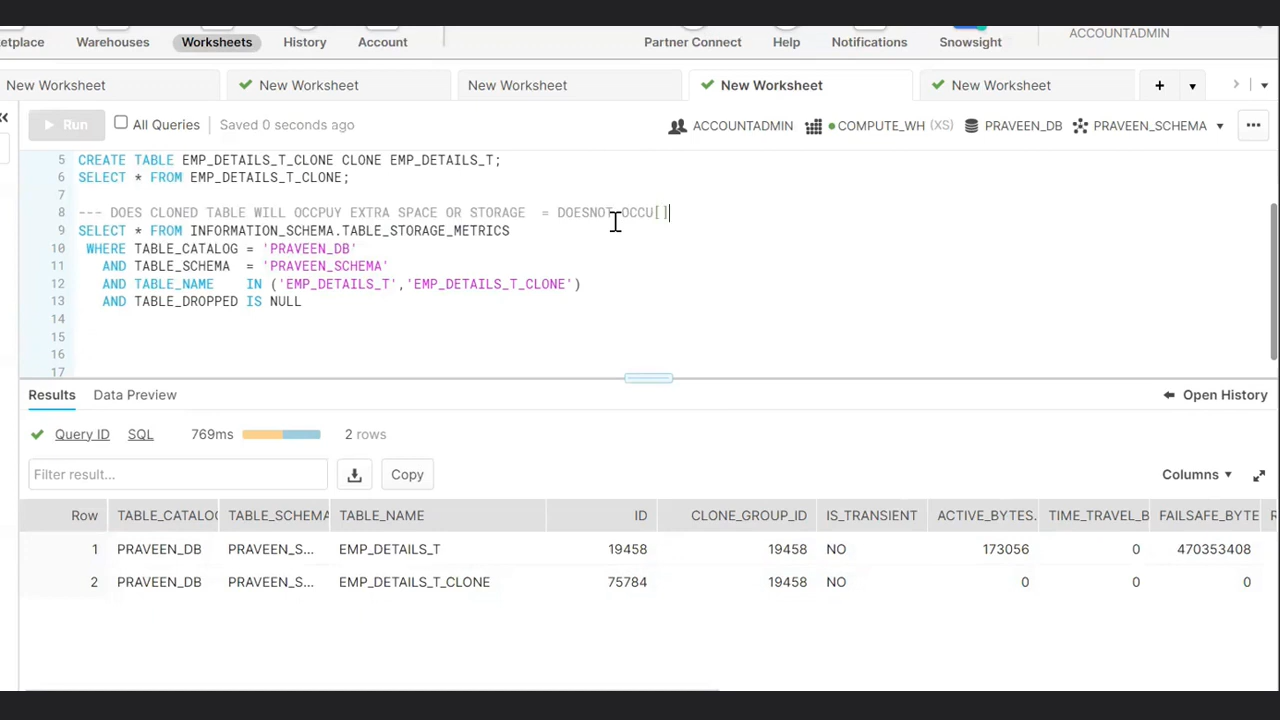 etplace Warehouses Worksheets History Account Partner Connect Help Notifications Snowsight ACCOUNTADMIN
New Worksheet New Worksheet New Worksheet New Worksheet New Worksheet +
Run All Queries Saved 0 seconds ago ACCOUNTADMIN COMPUTE_WH (XS) PRAVEEN_DB PRAVEEN_SCHEMA
5 CREATE TABLE EMP_DETAILS_T_CLONE CLONE EMP_DETAILS_T;
6 SELECT * FROM EMP_DETAILS_T_CLONE;
7
8 --- DOES CLONED TABLE WILL OCCPUY EXTRA SPACE OR STORAGE = DOESNOT OCCU[]
9 SELECT * FROM INFORMATION_SCHEMA.TABLE_STORAGE_METRICS
10 WHERE TABLE_CATALOG = 'PRAVEEN_DB'
11 AND TABLE_SCHEMA = 'PRAVEEN_SCHEMA'
12 AND TABLE_NAME IN ('EMP_DETAILS_T','EMP_DETAILS_T_CLONE')
13 AND TABLE_DROPPED IS NULL
14
15
16
17
Results Data Preview Open History
Query ID SQL 769ms 2 rows
Filter result... Copy Columns
Row TABLE_CATALOG TABLE_SCHEMA TABLE_NAME ID CLONE_GROUP_ID IS_TRANSIENT ACTIVE_BYTES. TIME_TRAVEL_B FAILSAFE_BYTE R
1 PRAVEEN_DB PRAVEEN_S... EMP_DETAILS_T 19458 19458 NO 173056 0 470353408
2 PRAVEEN_DB PRAVEEN_S... EMP_DETAILS_T_CLONE 75784 19458 NO 0 0 0